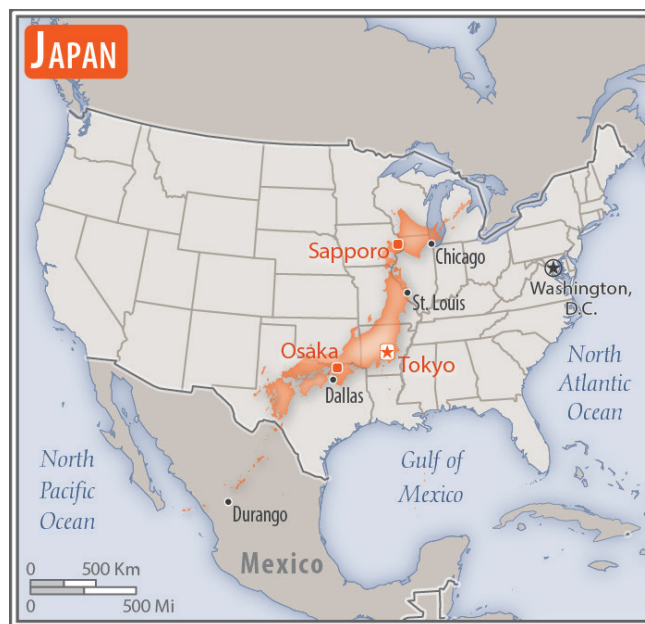 JAPAN
Sapporo
Chicago
St. Louis
Washington,
D.C.
Osaka
Tokyo
Dallas
North
Atlantic
Ocean
North
Pacific
Ocean
Gulf of
Mexico
Durango
Mexico
0 500 Km
0 500 Mi